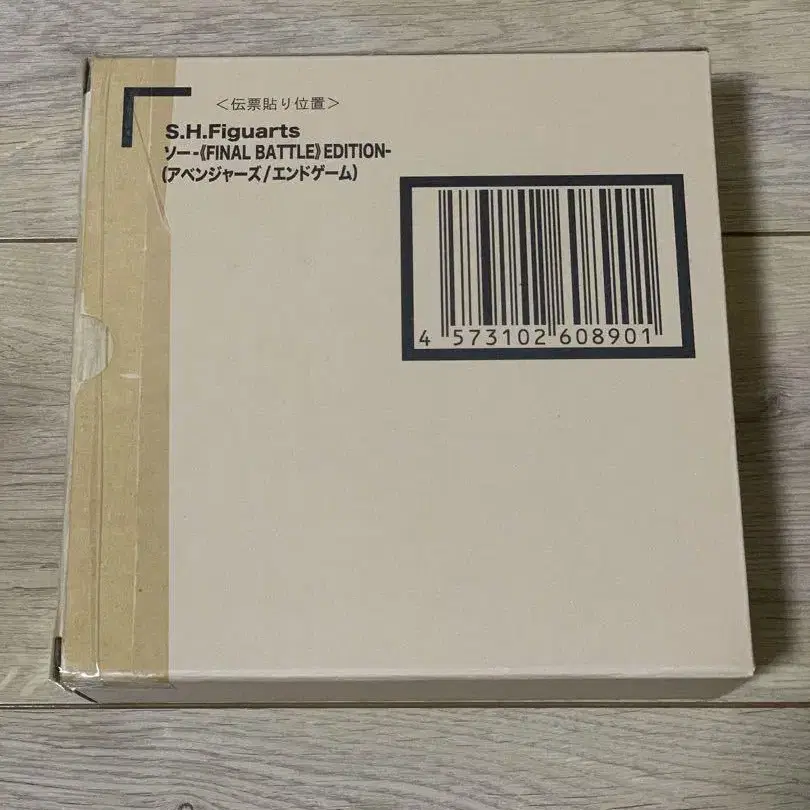 ＜伝票貼り位置＞
S.H.Figuarts
ソー-《FINAL BATTLE》EDITION-
(アベンジャーズ/エンドゲーム)
4 573102 608901